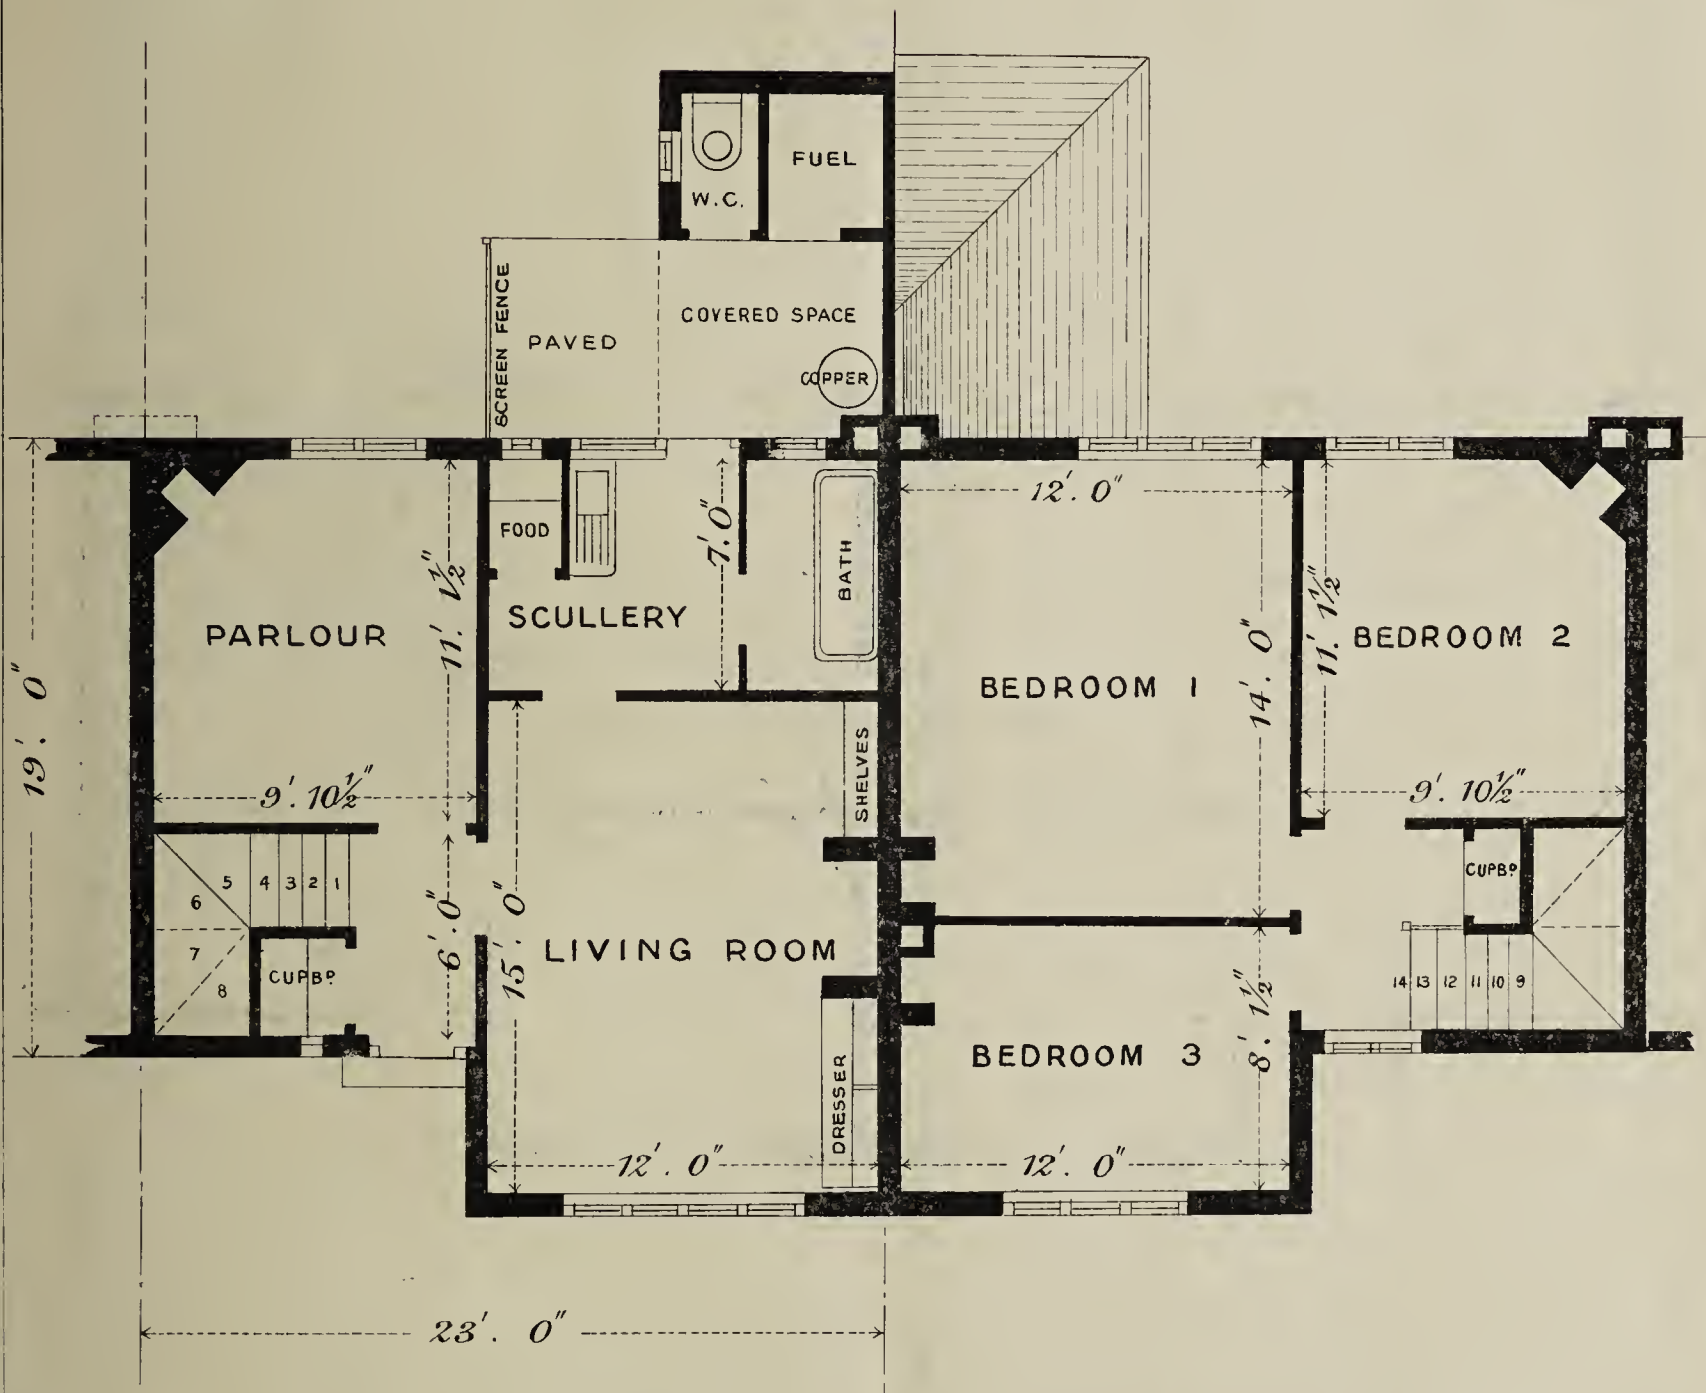 FUEL
W.C.
SCREEN FENCE
PAVED
COVERED SPACE
COPPER
19'. 0"
PARLOUR
11'. 1½"
9'. 10½"
FOOD
SCULLERY
7'. 0"
BATH
12'. 0"
BEDROOM 1
14'. 0"
11'. 1½"
BEDROOM 2
9'. 10½"
SHELVES
5 4 3 2 1
6
7
8
CUPBD.
6'. 0"
15'. 0"
LIVING ROOM
DRESSER
12'. 0"
BEDROOM 3
8'. 1½"
12'. 0"
CUPBD.
14 13 12 11 10 9
23'. 0"